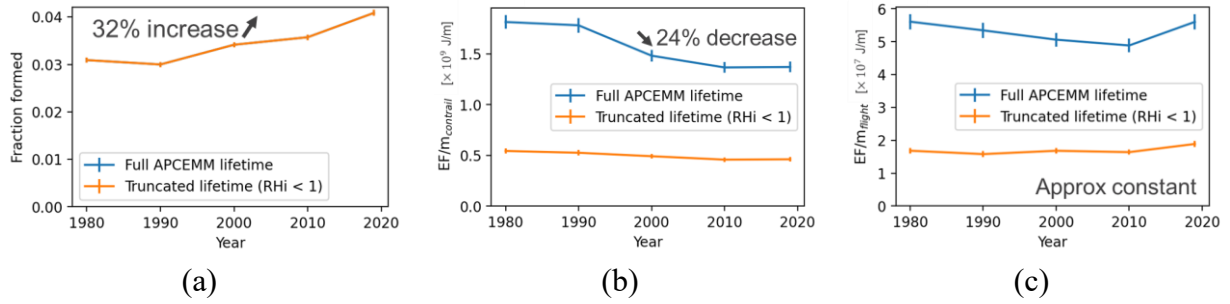 0.04
0.03
0.02
0.01
0.00
Fraction formed
32% increase
Full APCEMM lifetime
Truncated lifetime (RHi < 1)
1980 1990 2000 2010 2020
Year
(a)
1.5
1.0
0.5
0.0
EF/m_contrail [× 10⁹ J/m]
24% decrease
Full APCEMM lifetime
Truncated lifetime (RHi < 1)
1980 1990 2000 2010 2020
Year
(b)
6
5
4
3
2
1
0
EF/m_flight [× 10⁷ J/m]
Full APCEMM lifetime
Truncated lifetime (RHi < 1)
Approx constant
1980 1990 2000 2010 2020
Year
(c)